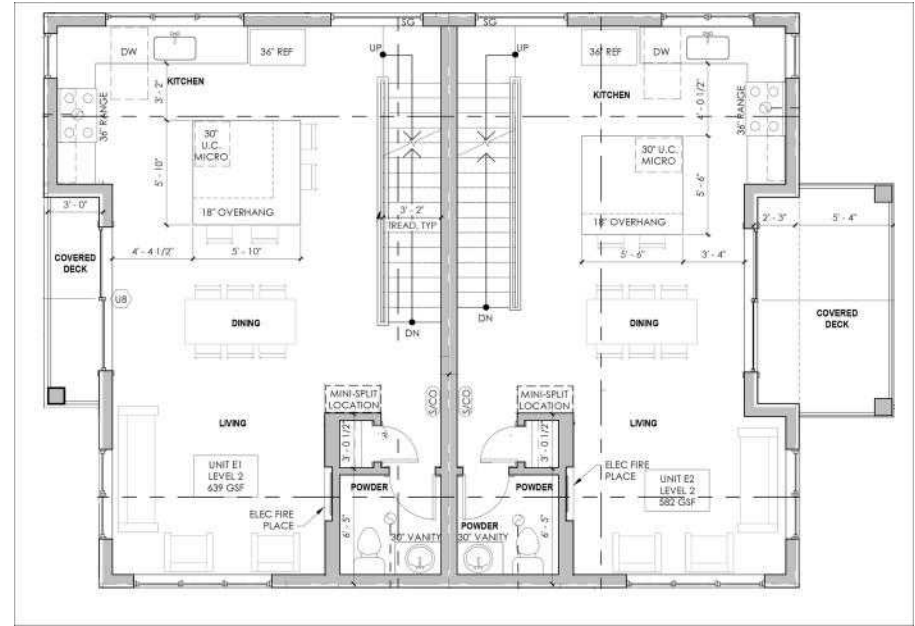 SG
SG
DW
36" REF
UP
UP
36" REF
DW
KITCHEN
KITCHEN
3' - 2"
4' - 0 1/2"
36" RANGE
36" RANGE
30"
U.C.
MICRO
30" U.C.
MICRO
5' - 10"
5' - 6"
3' - 0"
18" OVERHANG
3' - 2"
TREAD, TYP
18" OVERHANG
2' - 3"
5' - 4"
4' - 4 1/2"
5' - 10"
5' - 6"
3' - 4"
COVERED
DECK
U8
COVERED
DECK
DINING
DINING
DN
DN
MINI-SPLIT
LOCATION
S/CO
S/CO
MINI-SPLIT
LOCATION
LIVING
LIVING
3' - 0 1/2"
3' - 0 1/2"
UNIT E1
LEVEL 2
639 GSF
ELEC FIRE
PLACE
UNIT E2
LEVEL 2
582 GSF
POWDER
POWDER
ELEC FIRE
PLACE
6' - 5"
6' - 5"
POWDER
30" VANITY
30" VANITY